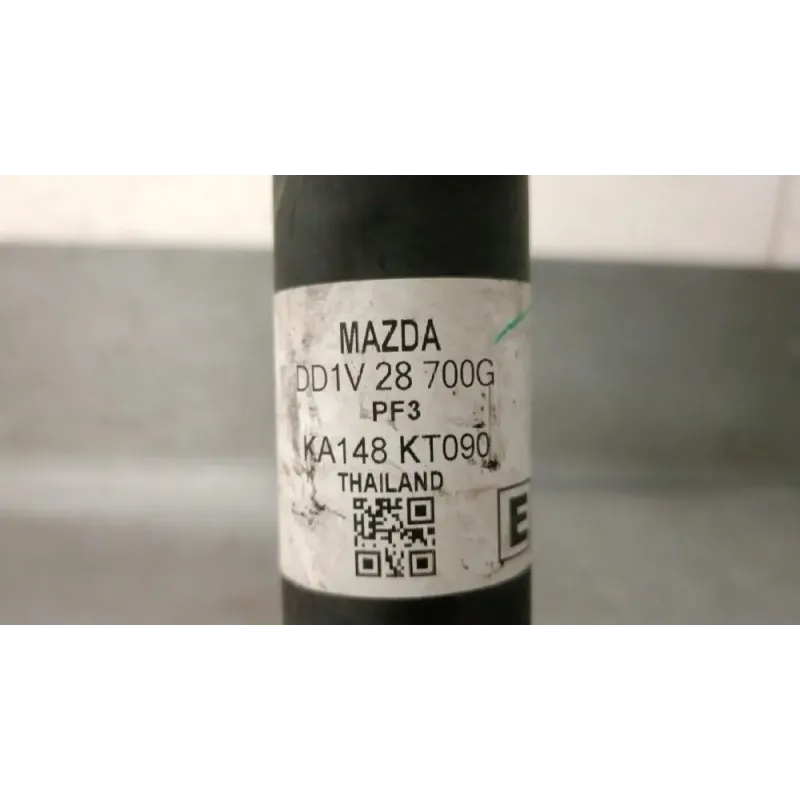 MAZDA
DD1V 28 700G
PF3
KA148 KT090
THAILAND
E